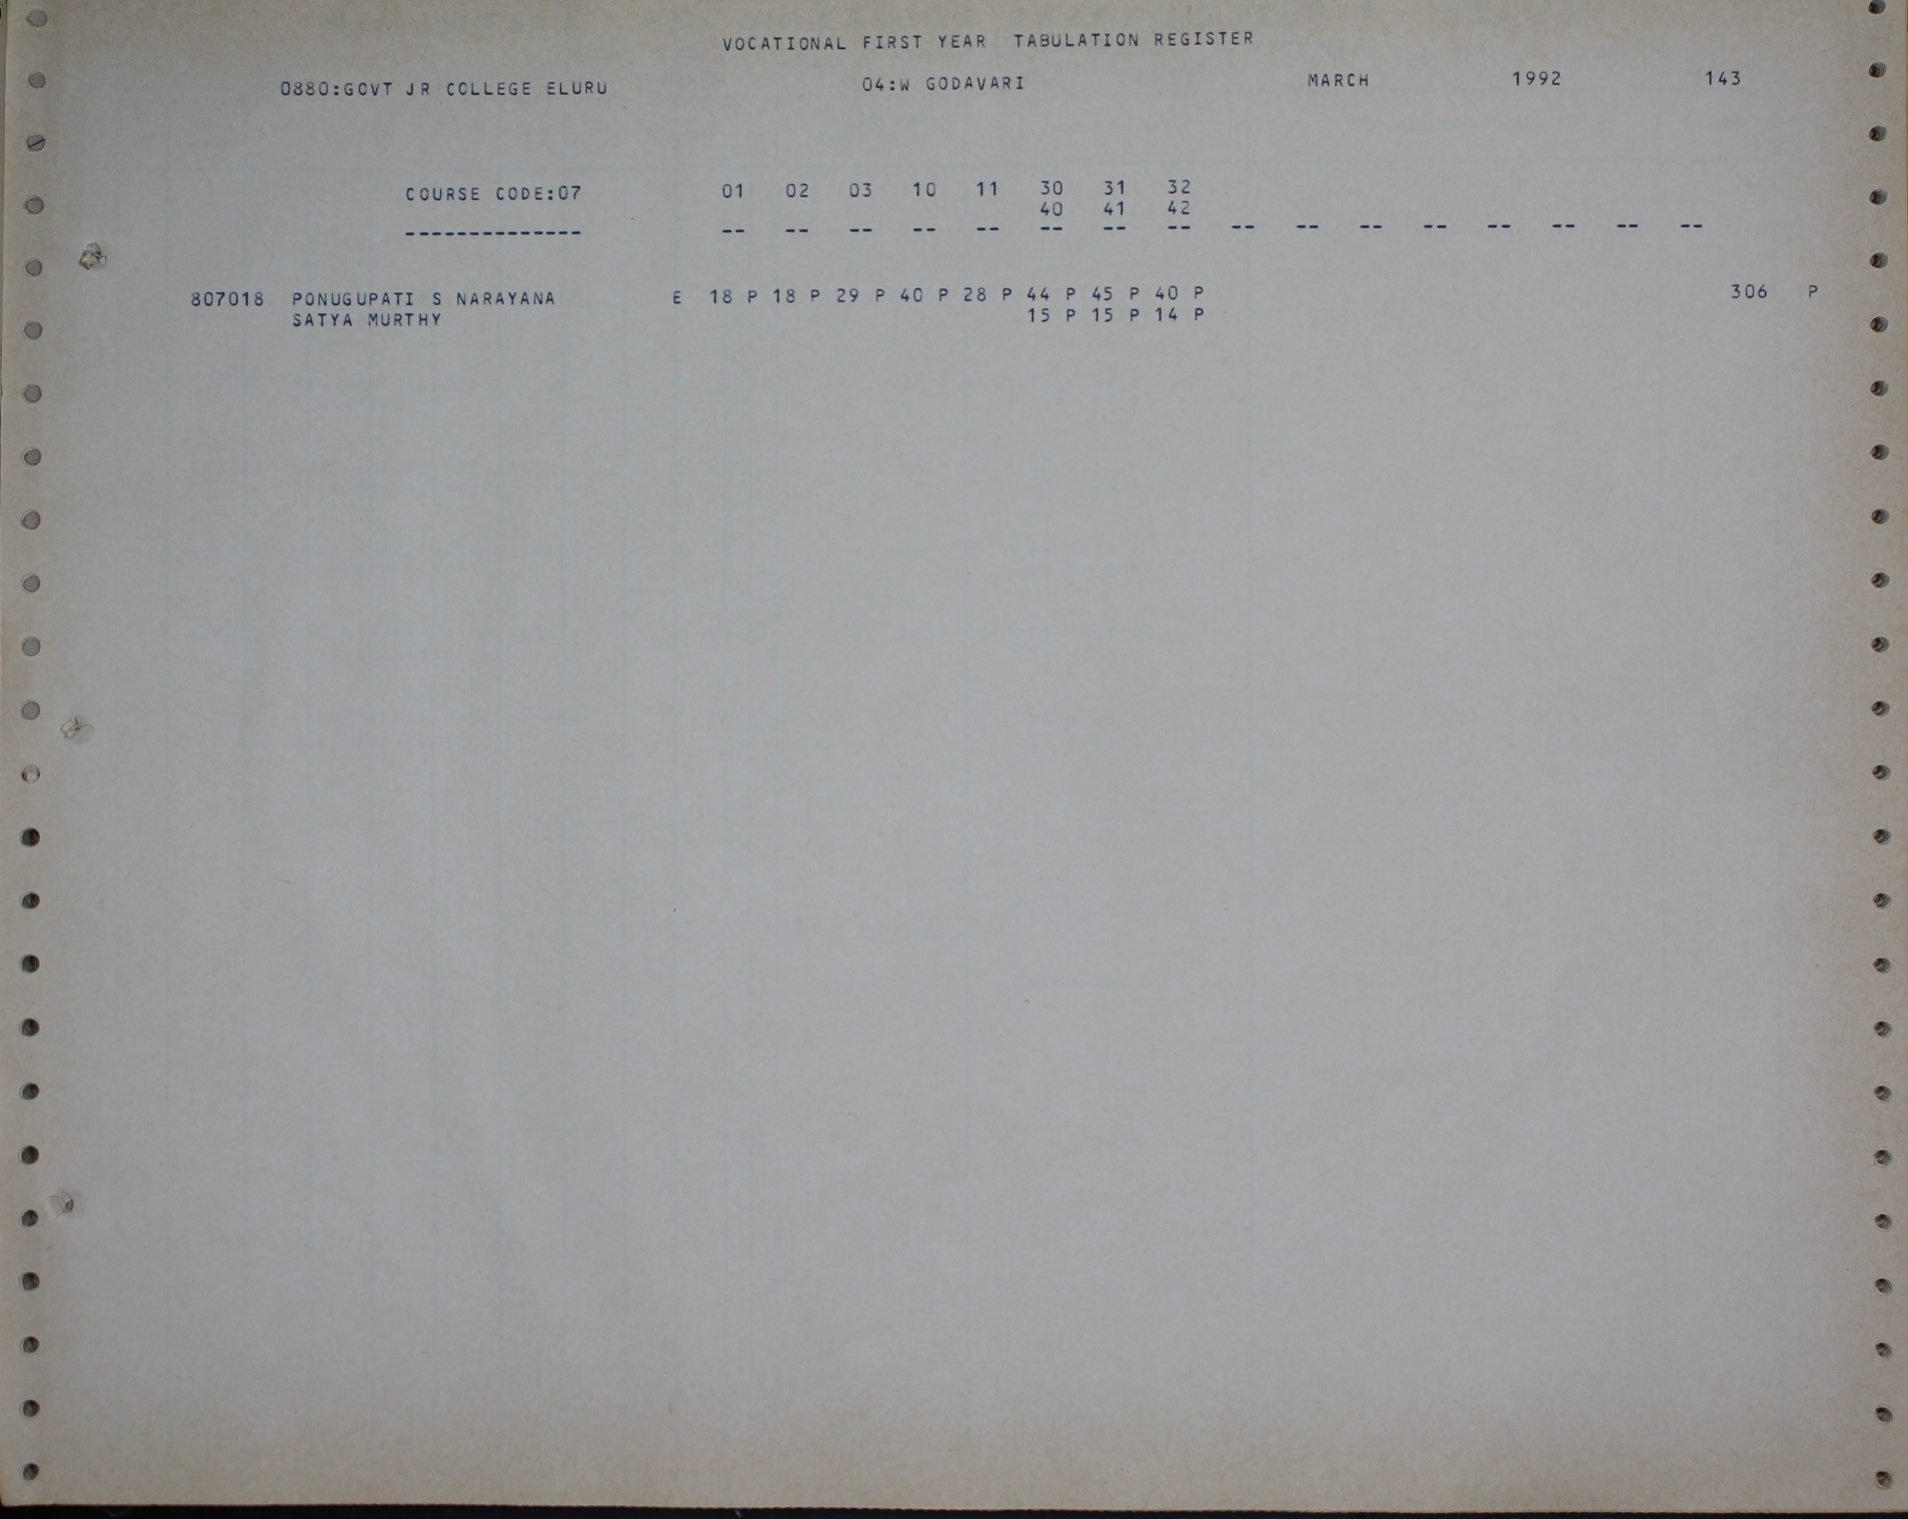 VOCATIONAL FIRST YEAR TABULATION REGISTER
0880:GOVT JR COLLEGE ELURU 04:W GODAVARI MARCH 1992 143
COURSE CODE:07 01 02 03 10 11 30 31 32
40 41 42
-------------- -- -- -- -- -- -- -- -- -- -- -- -- -- -- -- --
807018 PONUGUPATI S NARAYANA E 18 P 18 P 29 P 40 P 28 P 44 P 45 P 40 P 306 P
SATYA MURTHY 15 P 15 P 14 P